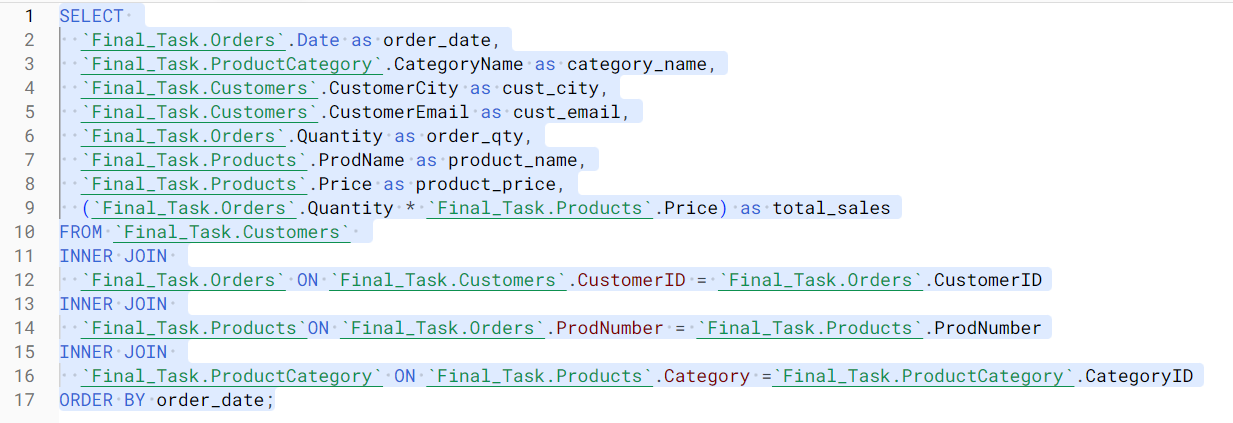 1 SELECT
2 `Final_Task.Orders`.Date as order_date,
3 `Final_Task.ProductCategory`.CategoryName as category_name,
4 `Final_Task.Customers`.CustomerCity as cust_city,
5 `Final_Task.Customers`.CustomerEmail as cust_email,
6 `Final_Task.Orders`.Quantity as order_qty,
7 `Final_Task.Products`.ProdName as product_name,
8 `Final_Task.Products`.Price as product_price,
9 (`Final_Task.Orders`.Quantity * `Final_Task.Products`.Price) as total_sales
10 FROM `Final_Task.Customers`
11 INNER JOIN
12 `Final_Task.Orders` ON `Final_Task.Customers`.CustomerID = `Final_Task.Orders`.CustomerID
13 INNER JOIN
14 `Final_Task.Products`ON `Final_Task.Orders`.ProdNumber = `Final_Task.Products`.ProdNumber
15 INNER JOIN
16 `Final_Task.ProductCategory` ON `Final_Task.Products`.Category =`Final_Task.ProductCategory`.CategoryID
17 ORDER BY order_date;